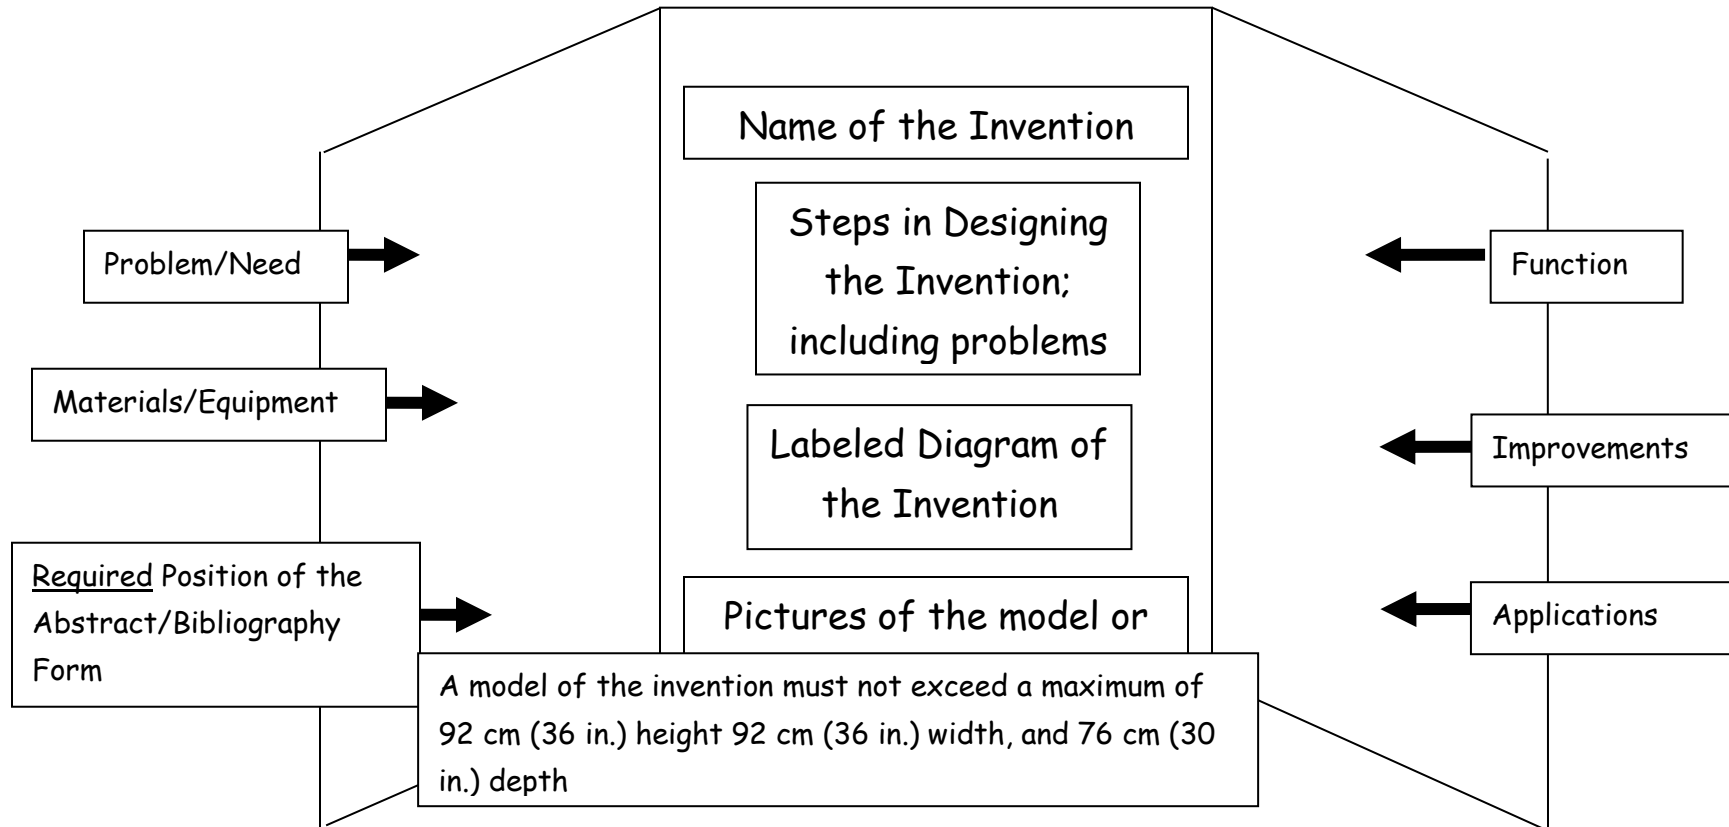 Name of the Invention
Steps in Designing
the Invention;
including problems
Problem/Need
Function
Materials/Equipment
Labeled Diagram of
the Invention
Improvements
Required Position of the
Abstract/Bibliography
Form
Pictures of the model or
Applications
A model of the invention must not exceed a maximum of
92 cm (36 in.) height 92 cm (36 in.) width, and 76 cm (30
in.) depth